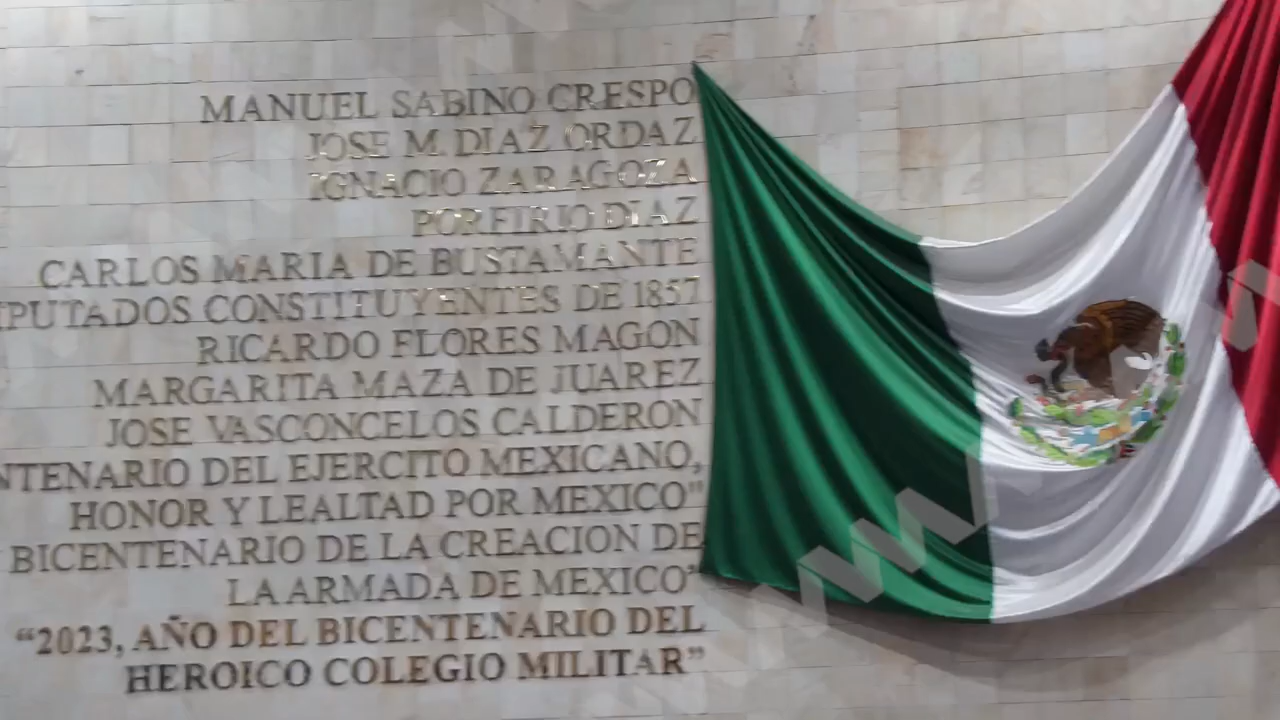 MANUEL SABINO CRESPO
JOSE M. DIAZ ORDAZ
IGNACIO ZARAGOZA
PORFIRIO DIAZ
CARLOS MARIA DE BUSTAMANTE
PUTADOS CONSTITUYENTES DE 1857
RICARDO FLORES MAGON
MARGARITA MAZA DE JUAREZ
JOSE VASCONCELOS CALDERON
NTENARIO DEL EJERCITO MEXICANO,
HONOR Y LEALTAD POR MEXICO”
BICENTENARIO DE LA CREACION DE
LA ARMADA DE MEXICO”
“2023, AÑO DEL BICENTENARIO DEL
HEROICO COLEGIO MILITAR”